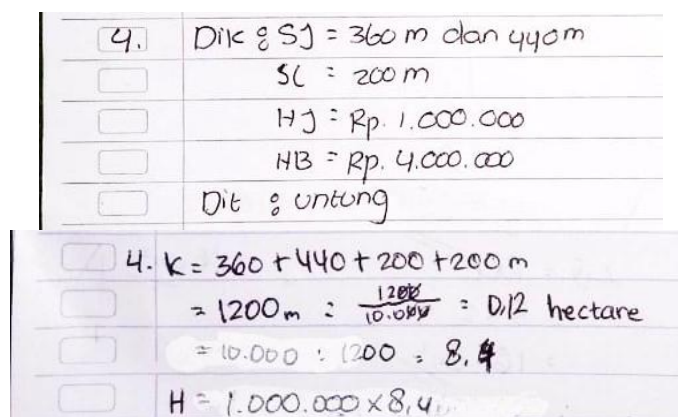 4. Dik : SJ = 360 m dan 440m
SC = 200 m
HJ = Rp. 1.000.000
HB = Rp. 4.000.000
Dit : untung
4. K = 360 + 440 + 200 + 200 m
= 1200 m : 1200/10.000 = 0,12 hectare
= 10.000 : 1200 = 8,4
H = 1.000.000 x 8,4